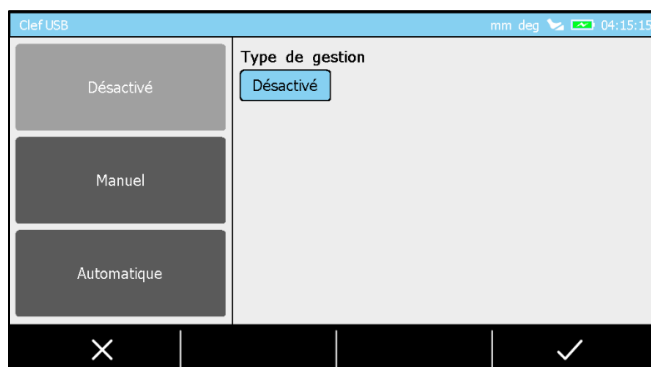 Clef USB
mm deg 04:15:15
Type de gestion
Désactivé
Désactivé
Manuel
Automatique